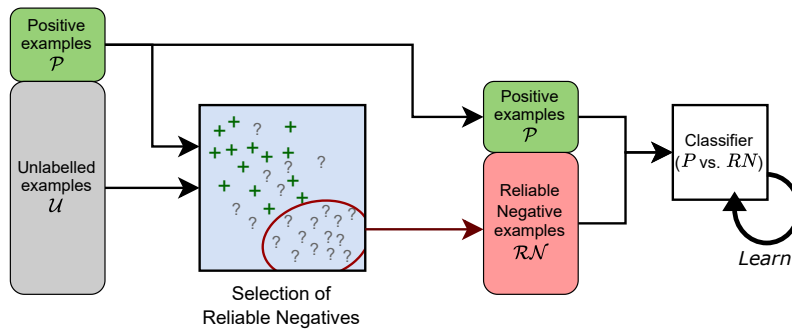 Positive
examples
𝒫
Unlabelled
examples
𝒰
Selection of
Reliable Negatives
Positive
examples
𝒫
Reliable
Negative
examples
ℛ𝒩
Classifier
(P vs. RN)
Learn